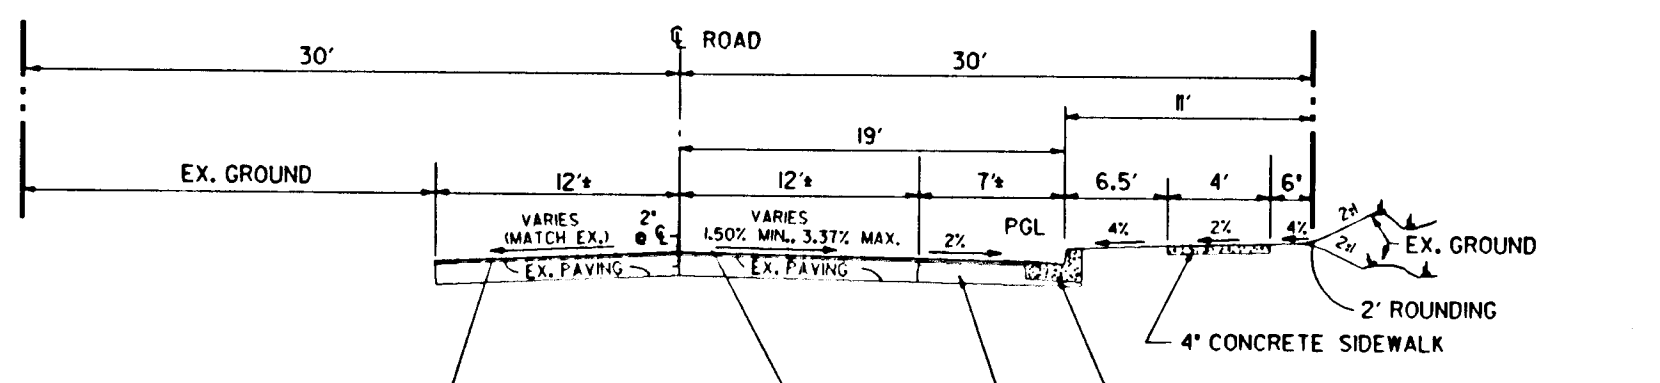 ℄ ROAD
30'
30'
11'
19'
EX. GROUND
12'±
12'±
7'±
6.5'
4'
6"
VARIES
(MATCH EX.)
2"
@ ℄
VARIES
1.50% MIN., 3.37% MAX.
2%
PGL
4%
2%
4%
2:1
2:1
EX. GROUND
EX. PAVING
EX. PAVING
2' ROUNDING
4" CONCRETE SIDEWALK